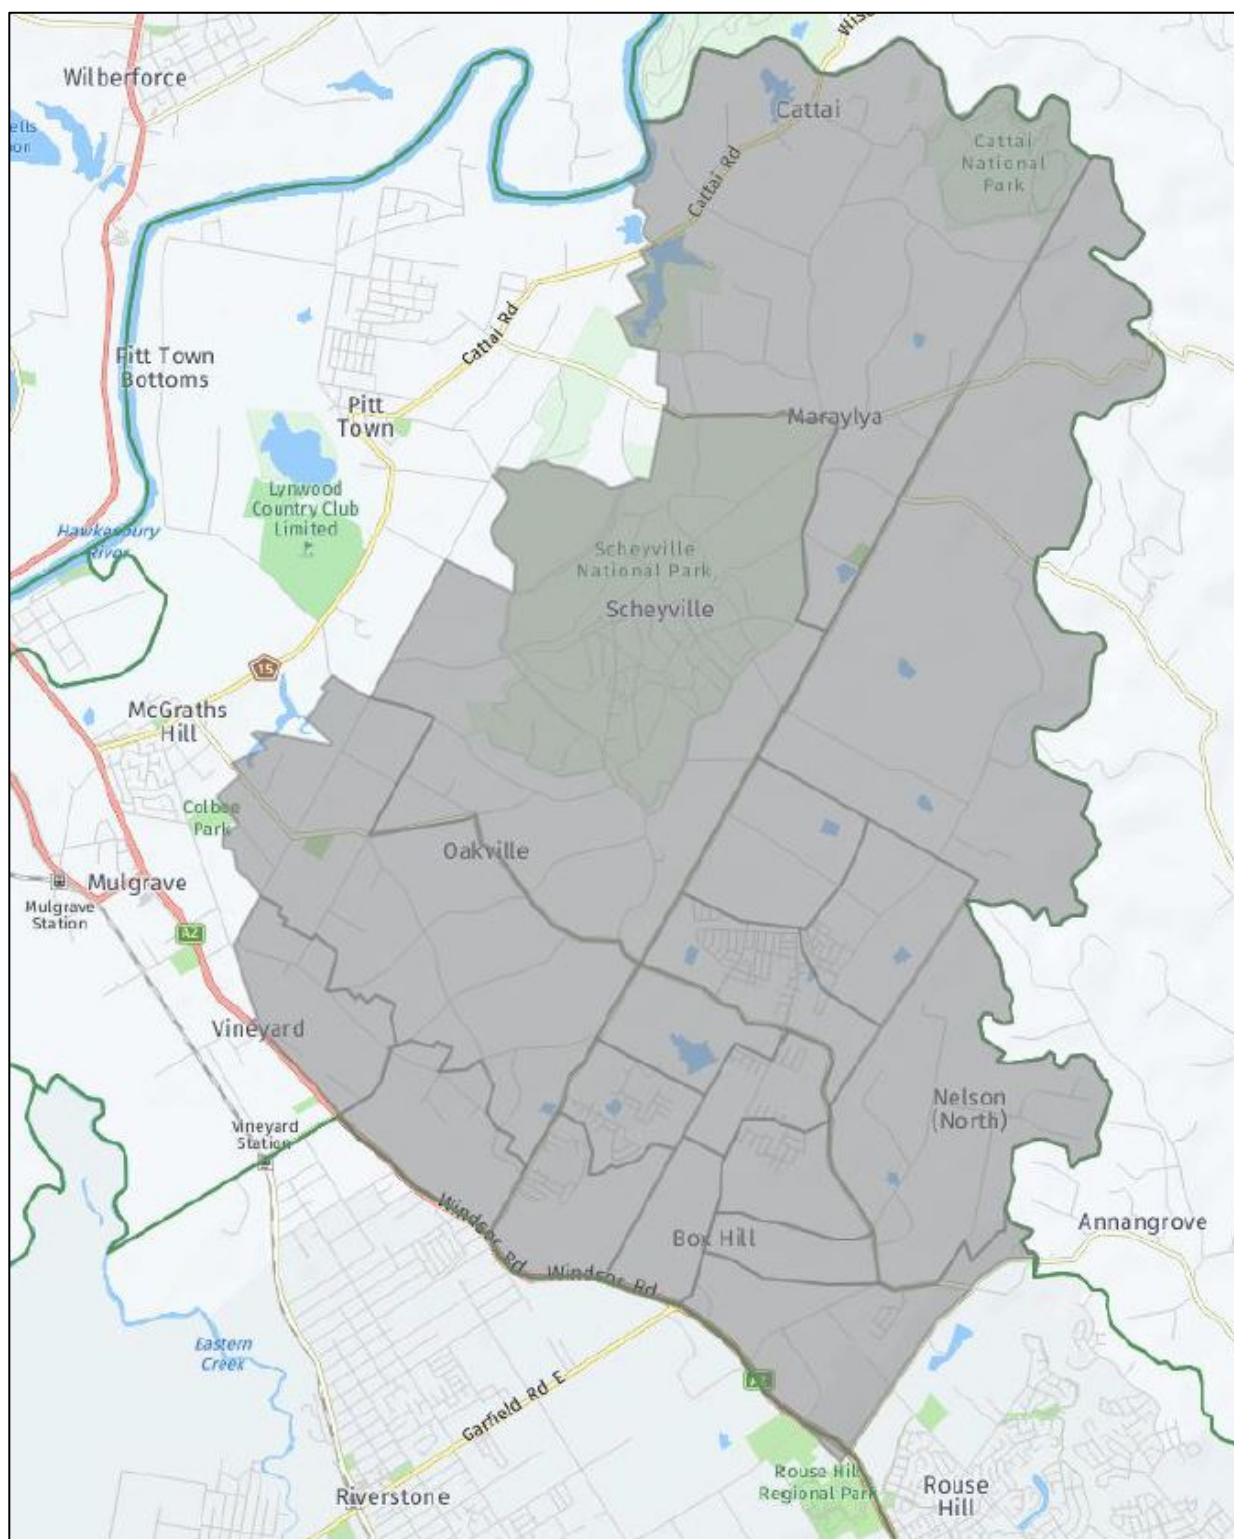 Wilberforce
Cattai
Cattai
National
Park
Cattai Rd
Cattai Rd
Pitt Town
Bottoms
Pitt
Town
Maraylya
Lynwood
Country Club
Limited
Hawkesbury
River
Scheyville
National Park
Scheyville
15
McGraths
Hill
Colbee
Park
Oakville
Mulgrave
Mulgrave
Station
A2
Vineyard
Nelson
(North)
Vineyard
Station
Windsor Rd
Windsor Rd
Box Hill
Annangrove
Eastern
Creek
Garfield Rd E
A2
Rouse Hill
Regional Park
Rouse
Hill
Riverstone